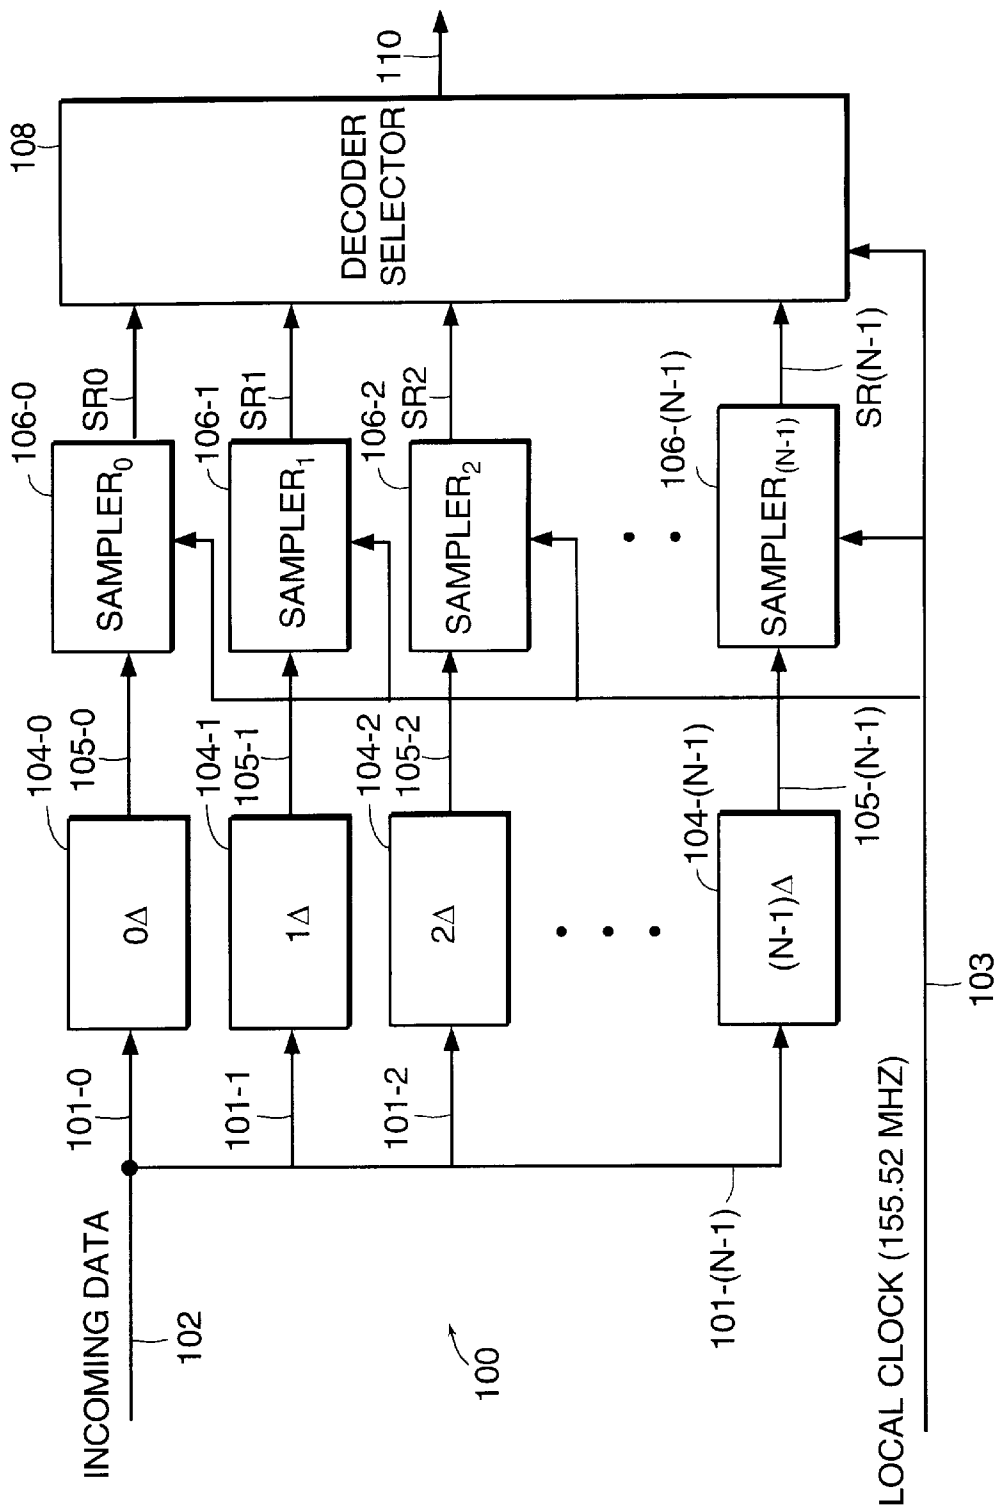 INCOMING DATA
102
101-0
101-1
101-2
101-(N-1)
100
104-0
0Δ
105-0
104-1
1Δ
105-1
104-2
2Δ
105-2
104-(N-1)
(N-1)Δ
105-(N-1)
106-0
SAMPLER0
SR0
106-1
SAMPLER1
SR1
106-2
SAMPLER2
SR2
106-(N-1)
SAMPLER(N-1)
SR(N-1)
108
DECODER
SELECTOR
110
LOCAL CLOCK (155.52 MHZ)
103